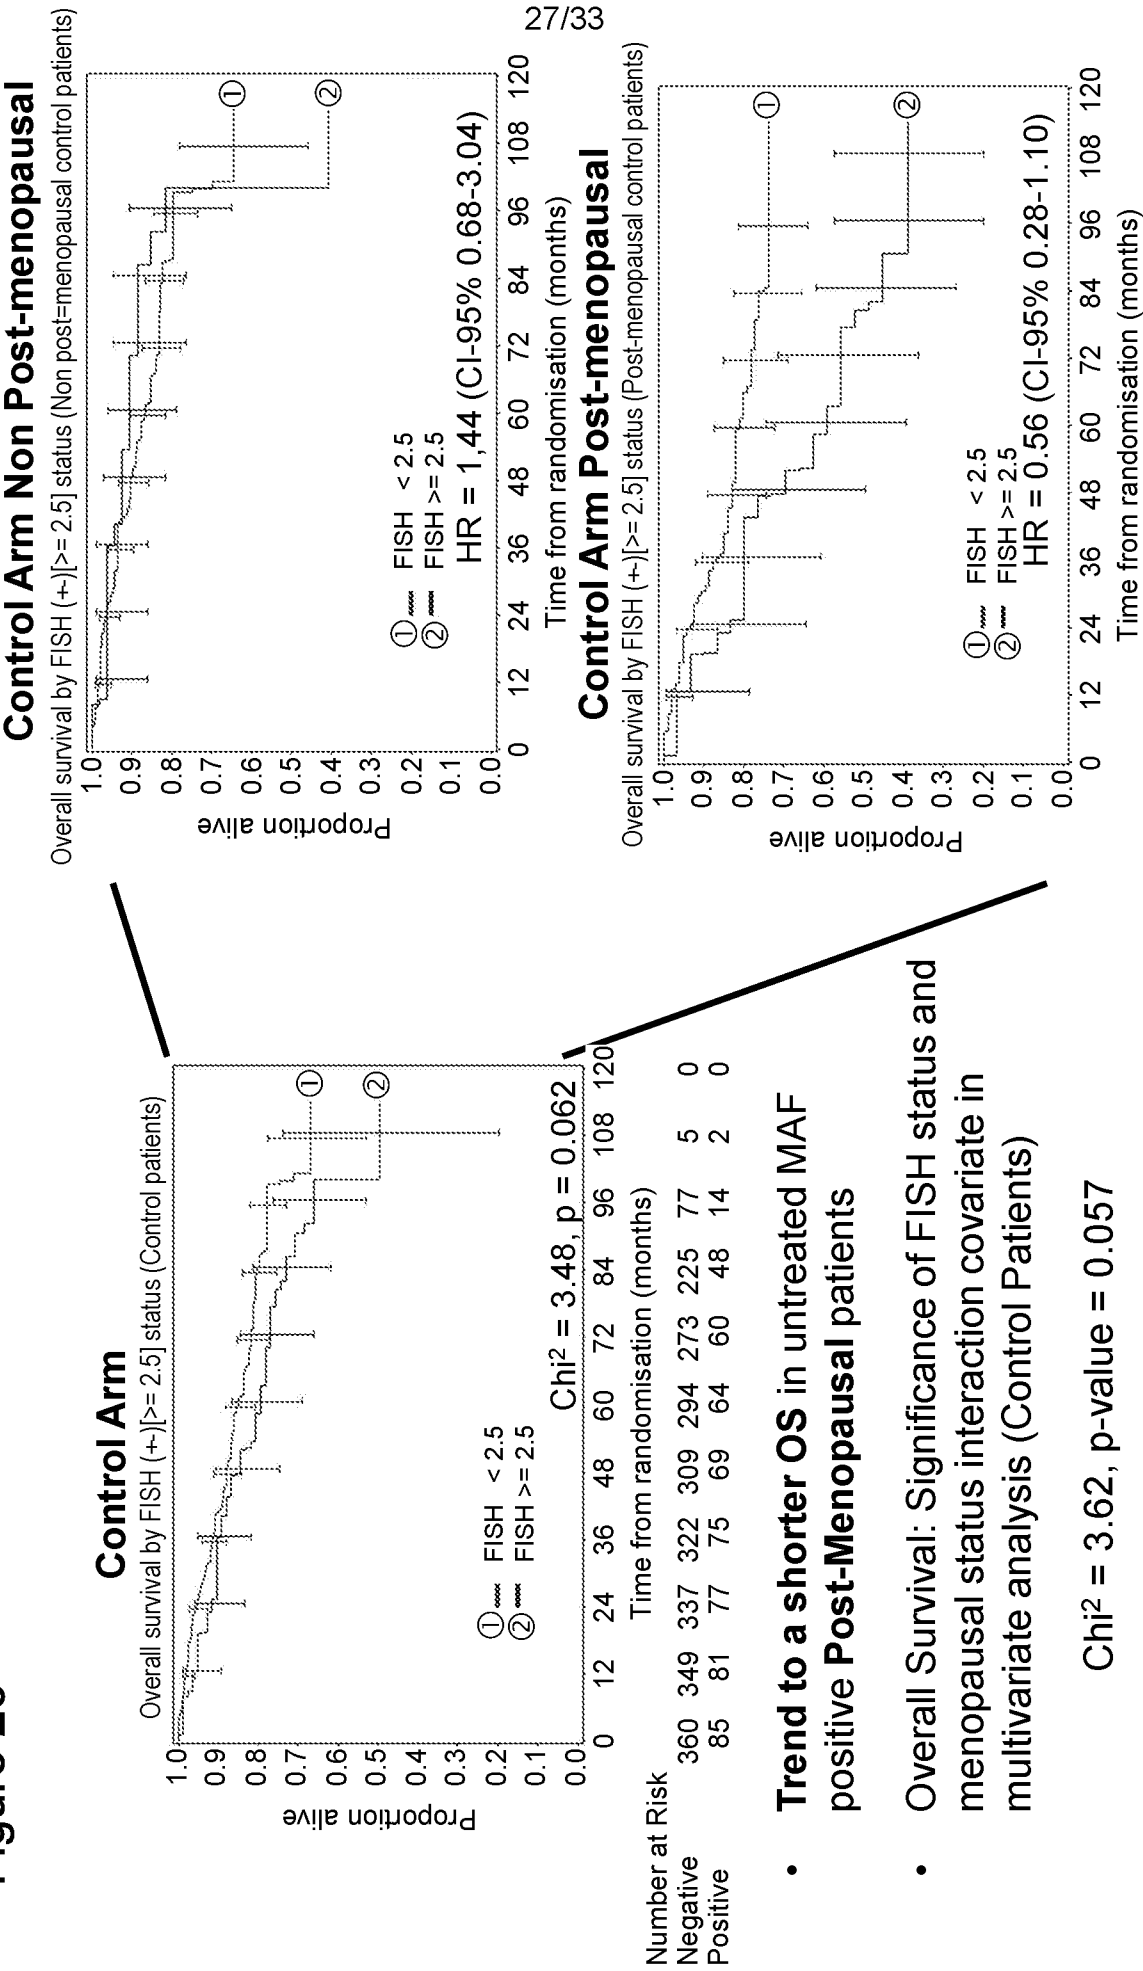 27/33
Control Arm
Overall survival by FISH (+-)[>= 2.5] status (Control patients)
Proportion alive
1.0
0.9
0.8
0.7
0.6
0.5
0.4
0.3
0.2
0.1
0.0
① FISH < 2.5
② FISH >= 2.5
①
②
Chi² = 3.48, p = 0.062
0 12 24 36 48 60 72 84 96 108 120
Time from randomisation (months)
Number at Risk
Negative 360 349 337 322 309 294 273 225 77 5 0
Positive 85 81 77 75 69 64 60 48 14 2 0
Control Arm Non Post-menopausal
Overall survival by FISH (+-)[>= 2.5] status (Non post=menopausal control patients)
Proportion alive
1.0
0.9
0.8
0.7
0.6
0.5
0.4
0.3
0.2
0.1
0.0
① FISH < 2.5
② FISH >= 2.5
①
②
HR = 1,44 (CI-95% 0.68-3.04)
0 12 24 36 48 60 72 84 96 108 120
Time from randomisation (months)
Control Arm Post-menopausal
Overall survival by FISH (+-)[>= 2.5] status (Post-menopausal control patients)
Proportion alive
1.0
0.9
0.8
0.7
0.6
0.5
0.4
0.3
0.2
0.1
0.0
① FISH < 2.5
② FISH >= 2.5
①
②
HR = 0.56 (CI-95% 0.28-1.10)
0 12 24 36 48 60 72 84 96 108 120
Time from randomisation (months)
• Trend to a shorter OS in untreated MAF
positive Post-Menopausal patients
• Overall Survival: Significance of FISH status and
menopausal status interaction covariate in
multivariate analysis (Control Patients)
Chi² = 3.62, p-value = 0.057